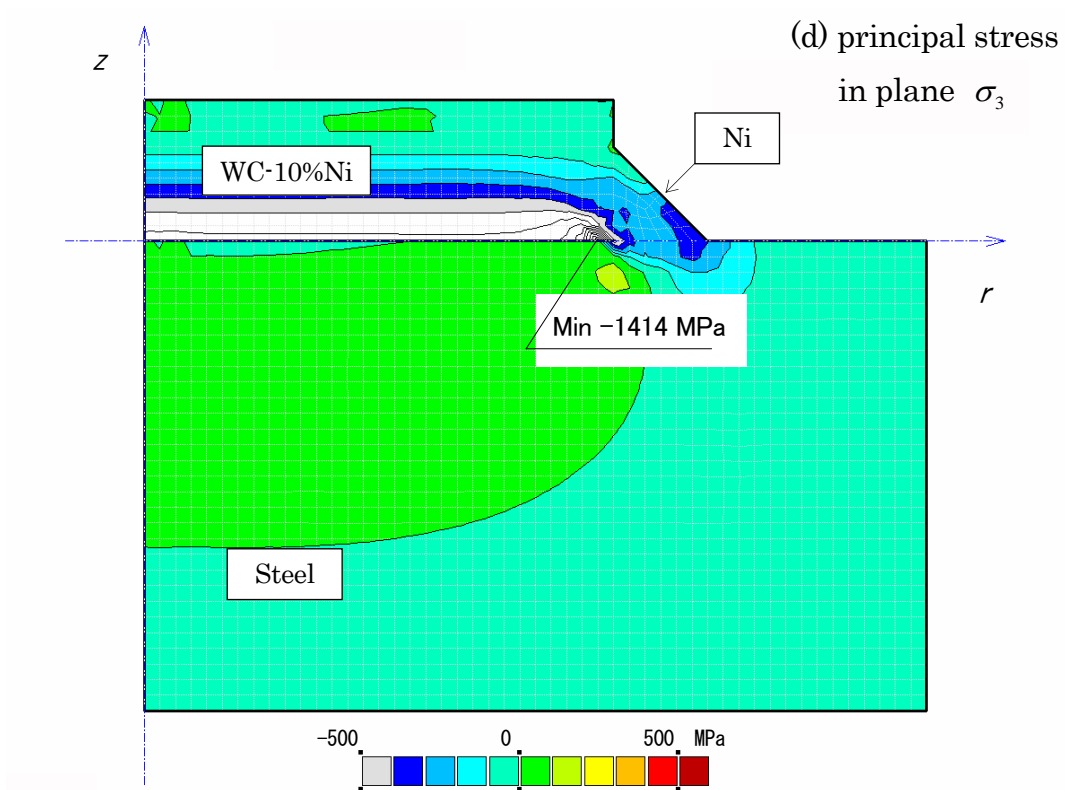 (d) principal stress
in plane σ₃
z
Ni
WC-10%Ni
r
Min −1414 MPa
Steel
-500 0 500 MPa